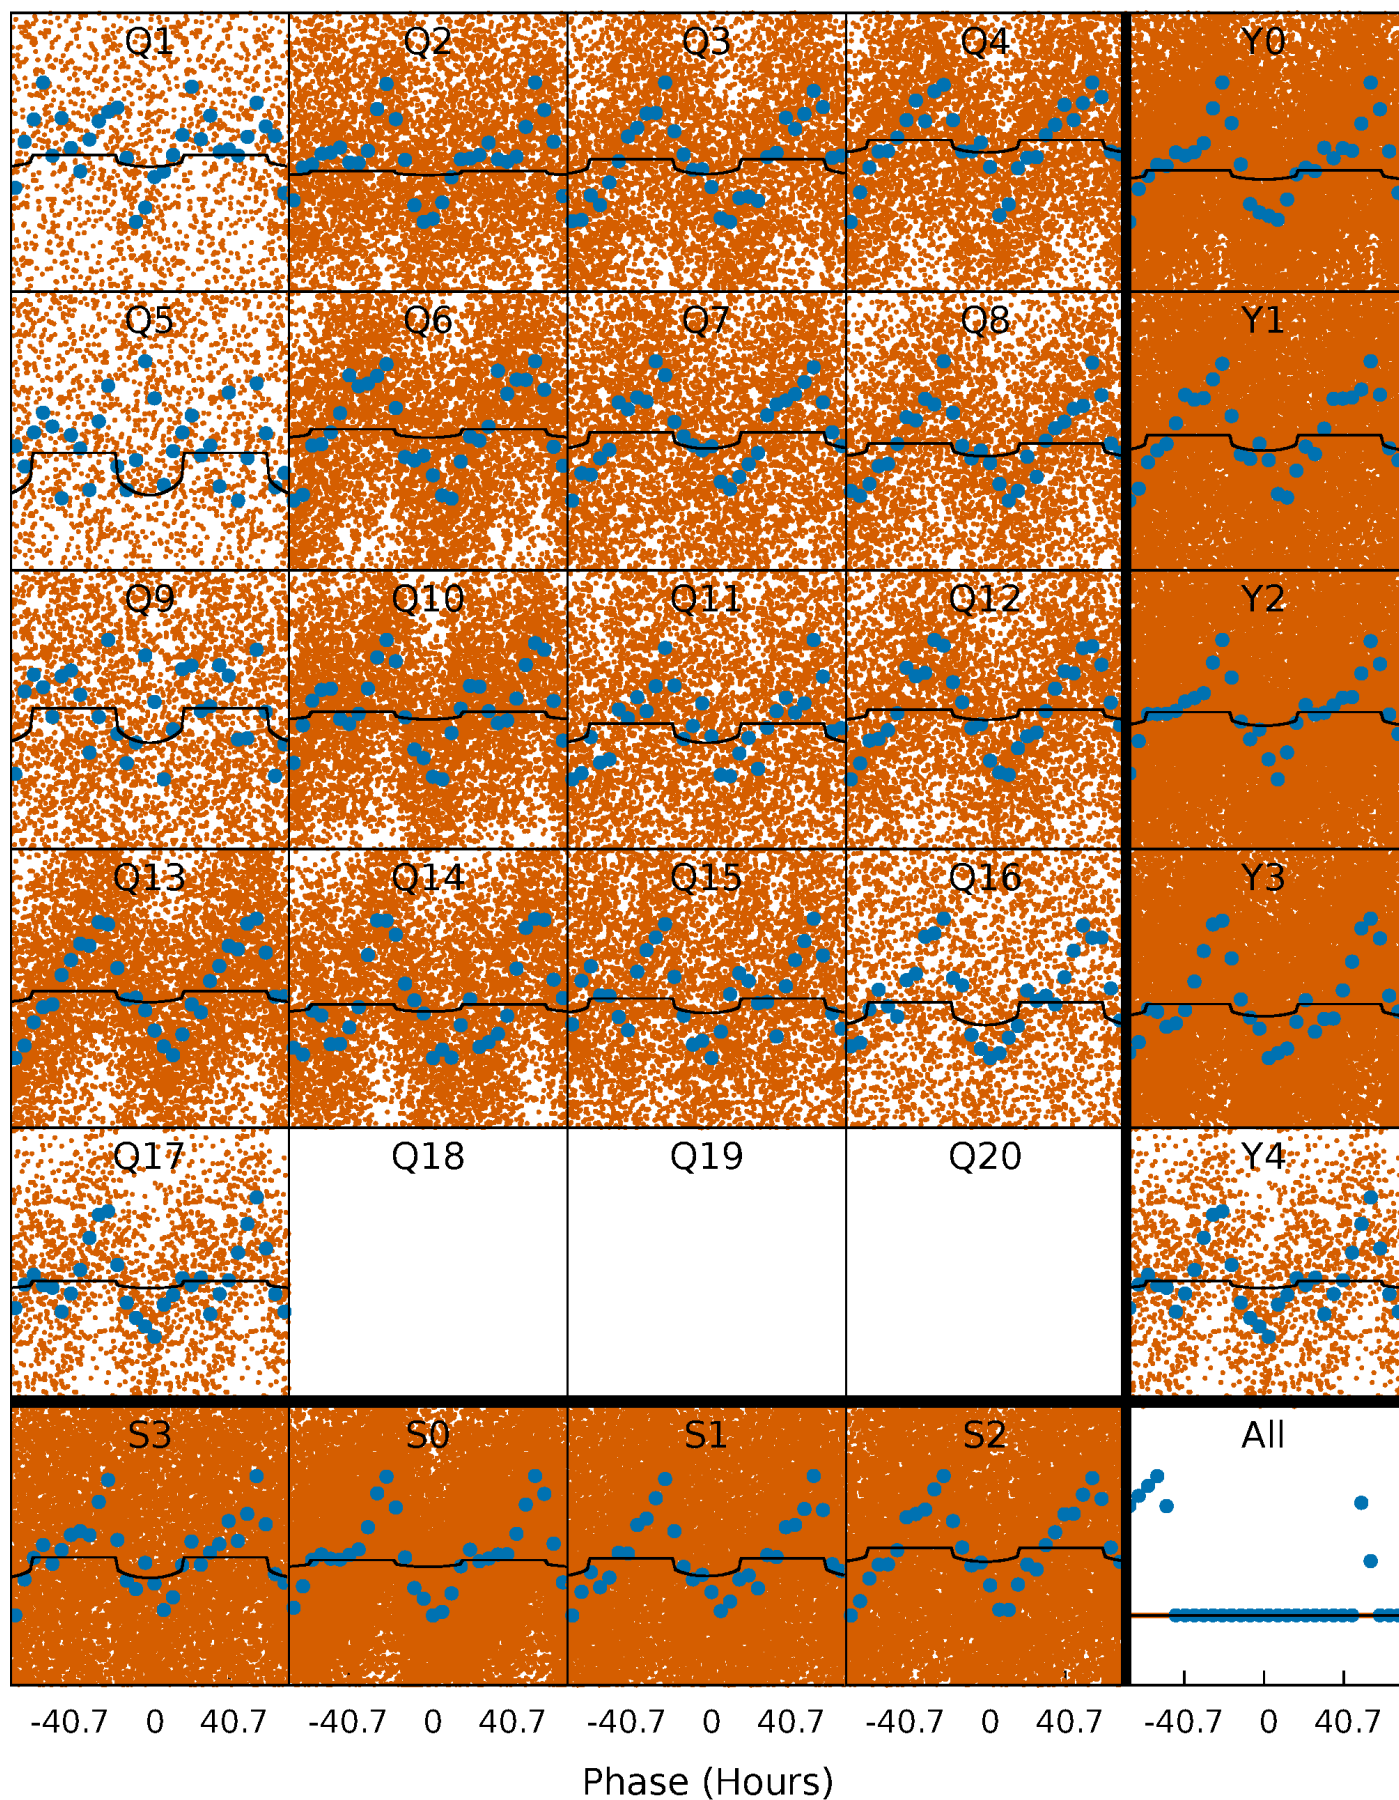 Q1 Q2 Q3 Q4 Y0
Q5 Q6 Q7 Q8 Y1
Q9 Q10 Q11 Q12 Y2
Q13 Q14 Q15 Q16 Y3
Q17 Q18 Q19 Q20 Y4
S3 S0 S1 S2 All
-40.7 0 40.7 -40.7 0 40.7 -40.7 0 40.7 -40.7 0 40.7 -40.7 0 40.7
Phase (Hours)